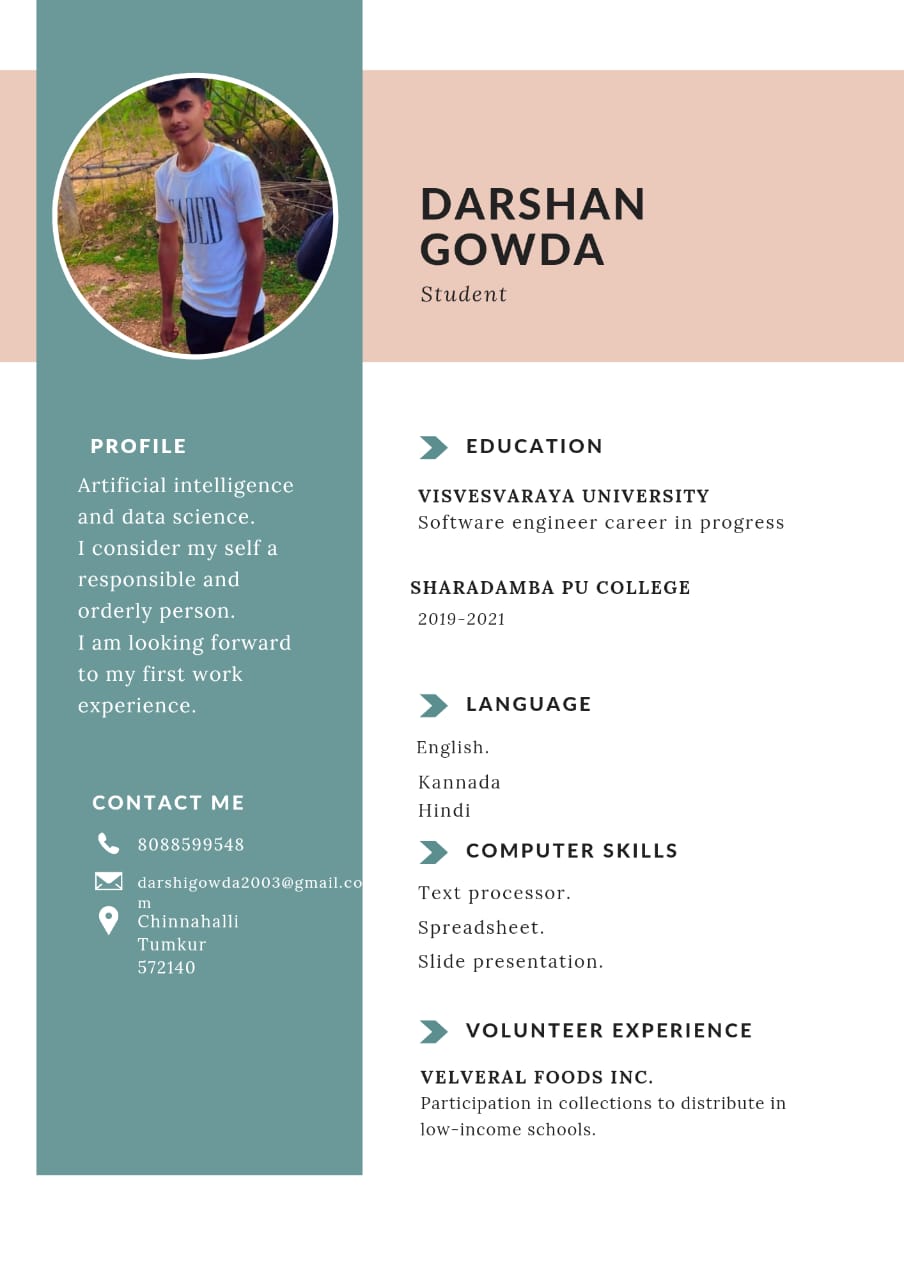 DARSHAN
GOWDA
Student
PROFILE
Artificial intelligence
and data science.
I consider my self a
responsible and
orderly person.
I am looking forward
to my first work
experience.
CONTACT ME
8088599548
darshigowda2003@gmail.co
m
Chinnahalli
Tumkur
572140
EDUCATION
VISVESVARAYA UNIVERSITY
Software engineer career in progress
SHARADAMBA PU COLLEGE
2019-2021
LANGUAGE
English.
Kannada
Hindi
COMPUTER SKILLS
Text processor.
Spreadsheet.
Slide presentation.
VOLUNTEER EXPERIENCE
VELVERAL FOODS INC.
Participation in collections to distribute in
low-income schools.